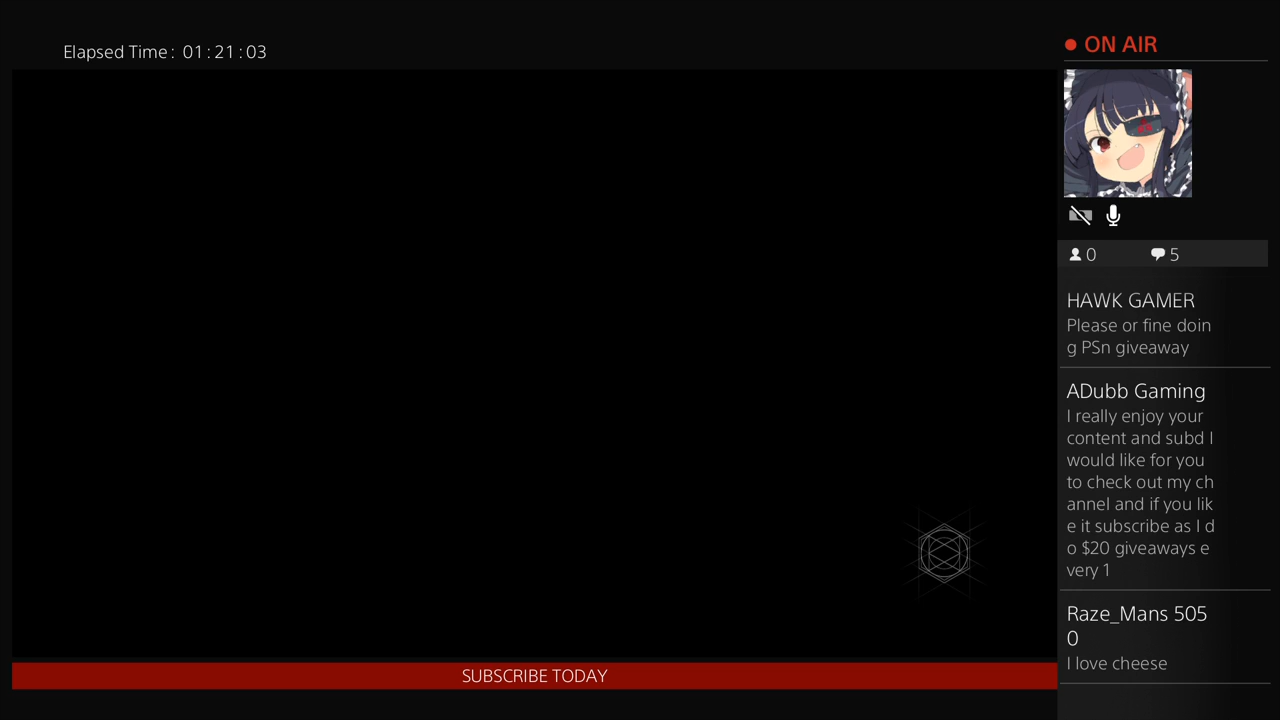 Elapsed Time: 01:21:03
ON AIR
0 5
HAWK GAMER
Please or fine doin
g PSn giveaway
ADubb Gaming
I really enjoy your
content and subd I
would like for you
to check out my ch
annel and if you lik
e it subscribe as I d
o $20 giveaways e
very 1
Raze_Mans 505
0
I love cheese
SUBSCRIBE TODAY